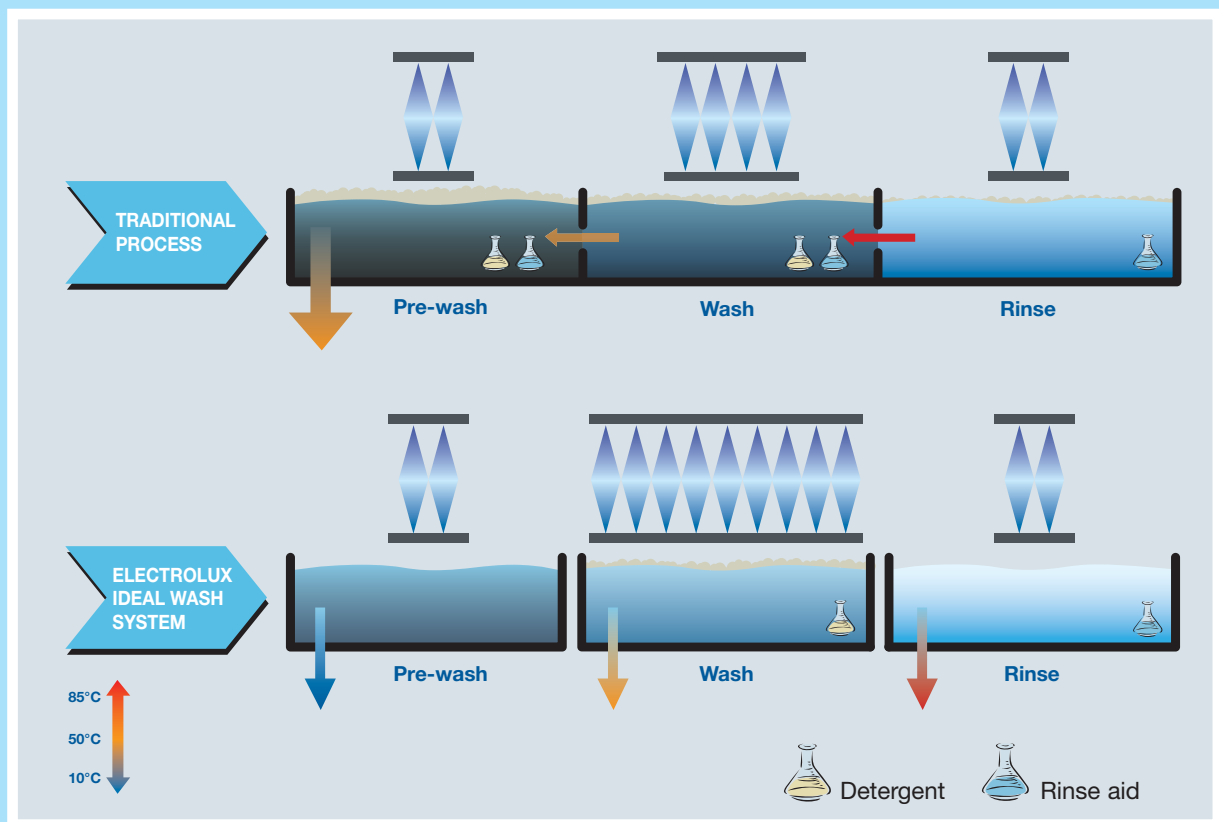 TRADITIONAL
PROCESS
Pre-wash
Wash
Rinse
ELECTROLUX
IDEAL WASH
SYSTEM
Pre-wash
Wash
Rinse
85°C
50°C
10°C
Detergent
Rinse aid